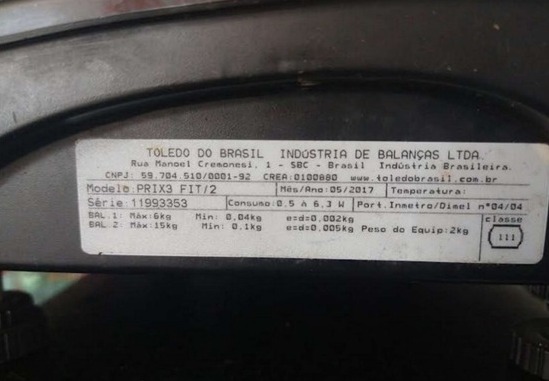 TOLEDO DO BRASIL INDÚSTRIA DE BALANÇAS LTDA.
Rua Manoel Cremonesi, 1 - SBC - Brasil Indústria Brasileira.
CNPJ: 59.704.510/0001-92 CREA:0100880 www.toledobrasil.com.br
Modelo:PRIX3 FIT/2 Mês/Ano:05/2017 Temperatura:
Série:11993353 Consumo:0.5 à 6.3 W Port.Inmetro/Dimel nº04/04
BAL.1: Máx:6kg Min: 0.04kg e=d=0.002kg classe
BAL.2: Máx:15kg Min: 0.1kg e=d=0.005kg Peso do Equip:2kg III